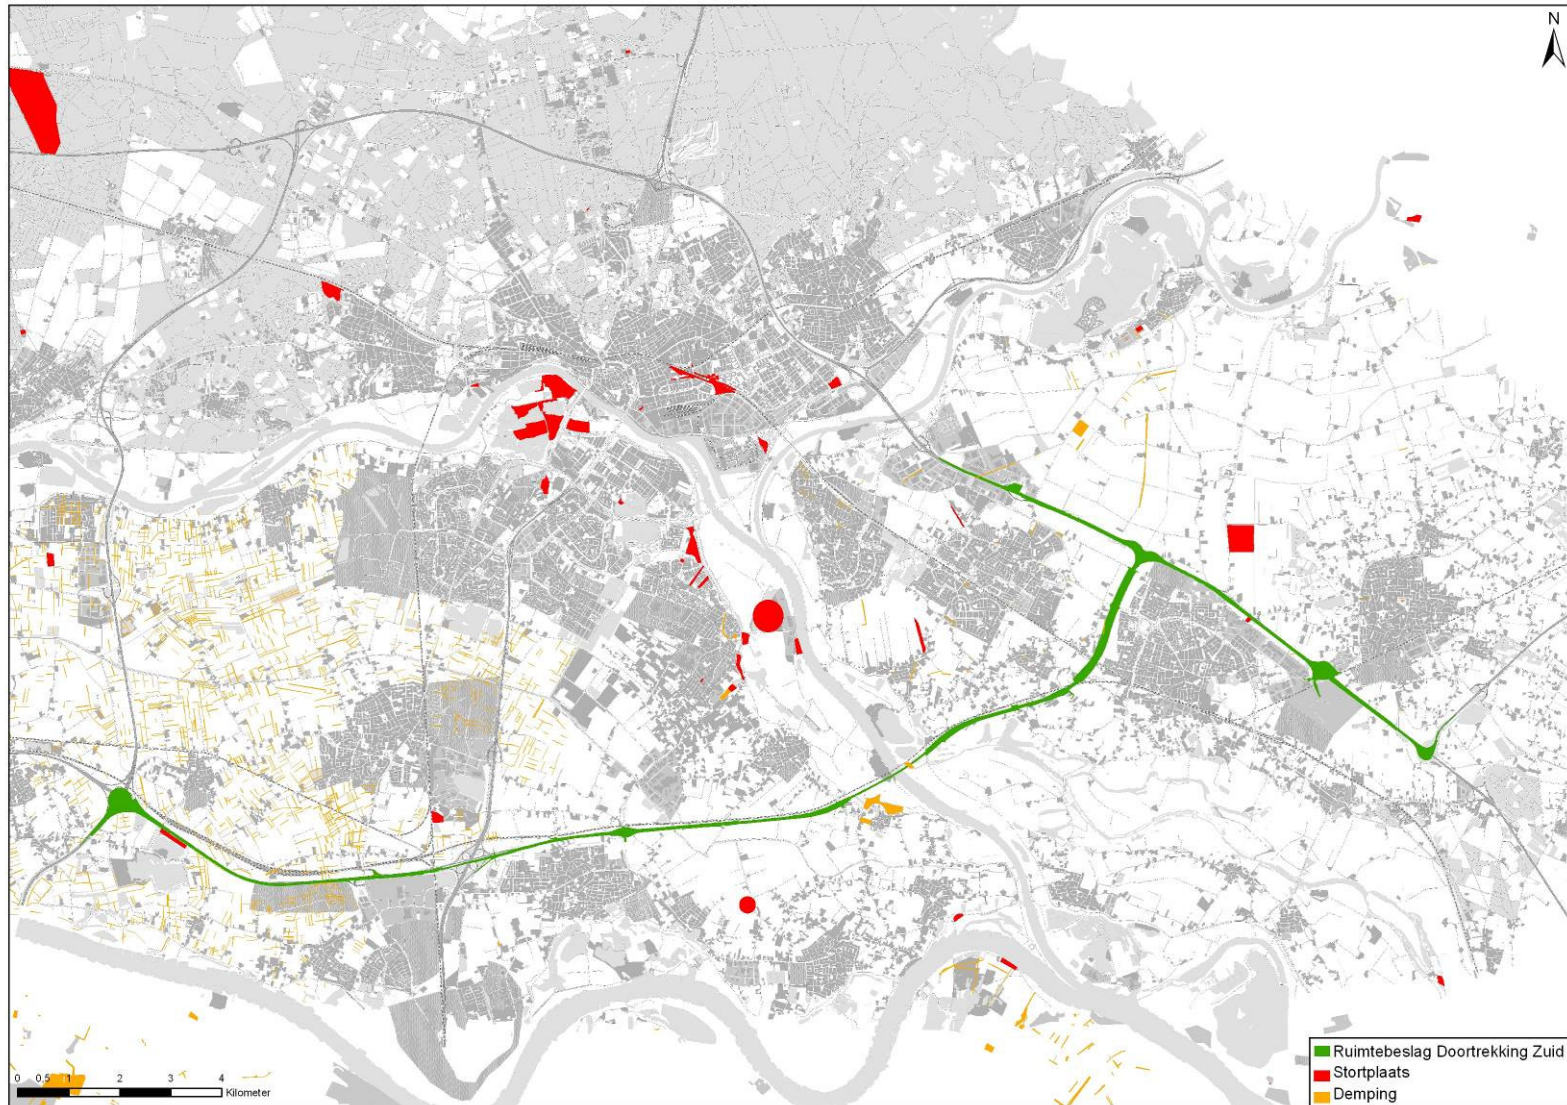 N
Ruimtebeslag Doortrekking Zuid
Stortplaats
Demping
0 0,5 1 2 3 4
Kilometer